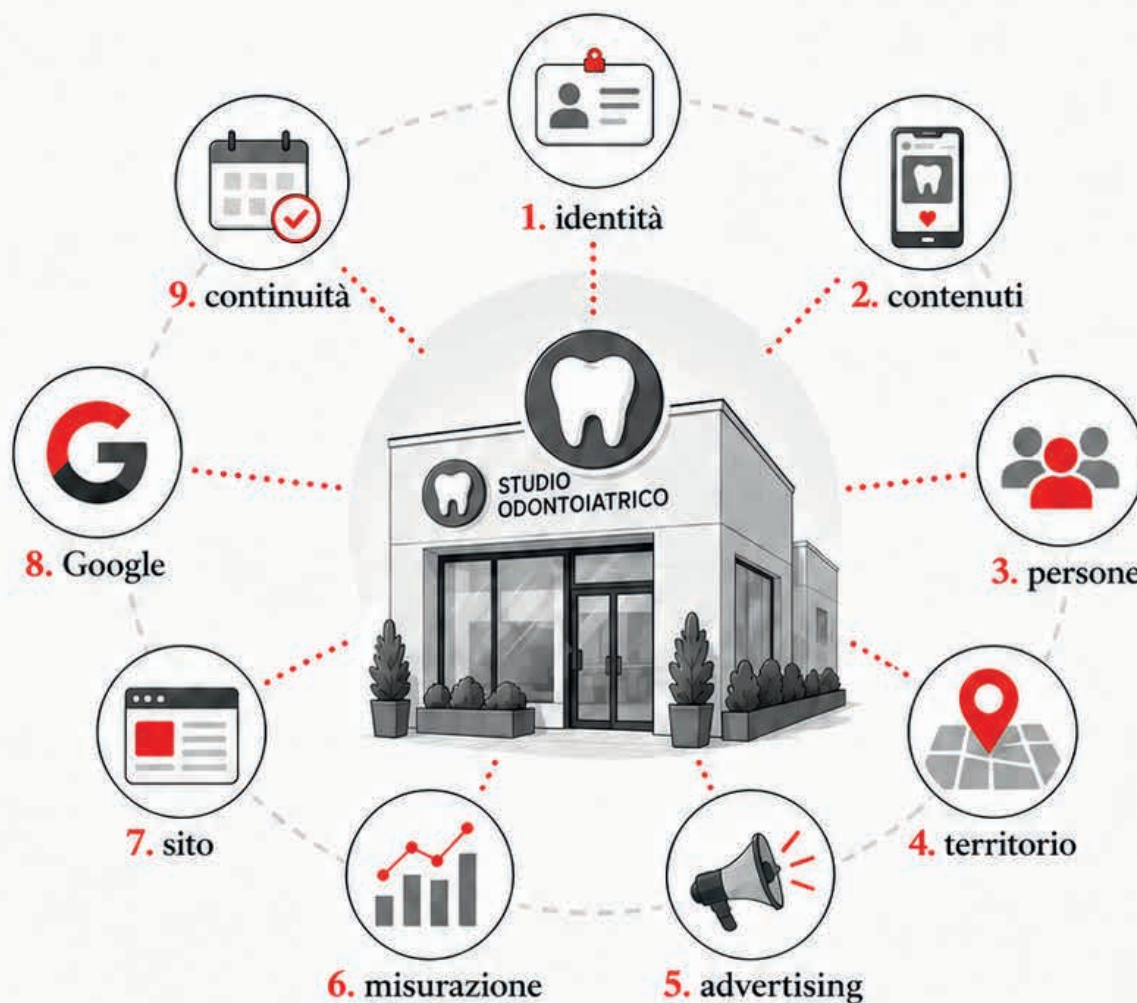 1. identità
2. contenuti
3. persone
4. territorio
5. advertising
6. misurazione
7. sito
8. Google
9. continuità
STUDIO
ODONTOIATRICO